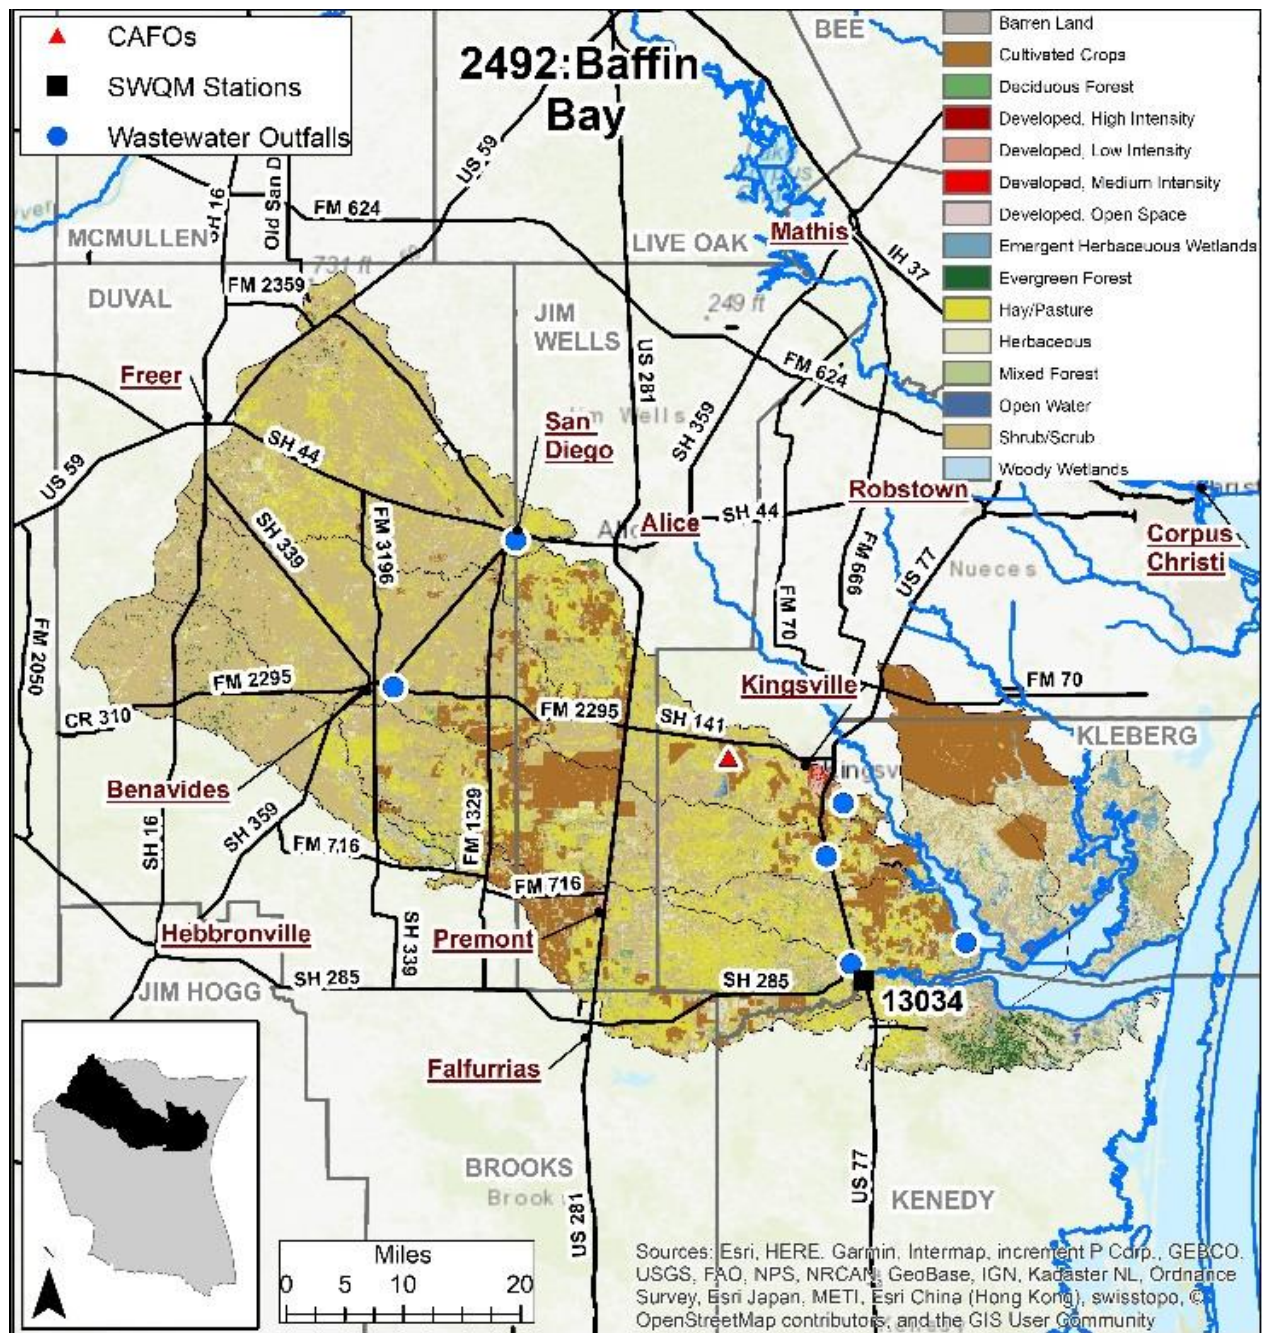 CAFOs
SWQM Stations
Wastewater Outfalls
2492:Baffin
Bay
BEE
Barren Land
Cultivated Crops
Deciduous Forest
Developed, High Intensity
Developed, Low Intensity
Developed, Medium Intensity
Developed, Open Space
Emergent Herbaceuous Wetlands
Evergreen Forest
Hay/Pasture
Herbaceous
Mixed Forest
Open Water
Shrub/Scrub
Woody Wetlands
US 59
SH 16
Old San D
FM 624
MCMULLEN
LIVE OAK
Mathis
IH 37
731 ft
DUVAL
FM 2359
249 ft
JIM
WELLS
US 281
FM 624
Freer
Jim Wells
SH 359
San
Diego
SH 44
US 59
Robstown
Alice
SH 44
Corpus
Christi
SH 339
FM 3196
FM 666
US 77
Nueces
FM 70
FM 2050
FM 2295
Kingsville
FM 70
CR 310
FM 2295
SH 141
KLEBERG
Kingsv
Benavides
SH 16
SH 359
FM 1329
FM 716
FM 716
Hebbronville
SH 339
Premont
SH 285
SH 285
JIM HOGG
13034
Falfurrias
BROOKS
Brook
US 281
US 77
KENEDY
Miles
0 5 10 20
Sources: Esri, HERE, Garmin, Intermap, increment P Corp., GEBCO,
USGS, FAO, NPS, NRCAN, GeoBase, IGN, Kadaster NL, Ordnance
Survey, Esri Japan, METI, Esri China (Hong Kong), swisstopo, ©
OpenStreetMap contributors, and the GIS User Community